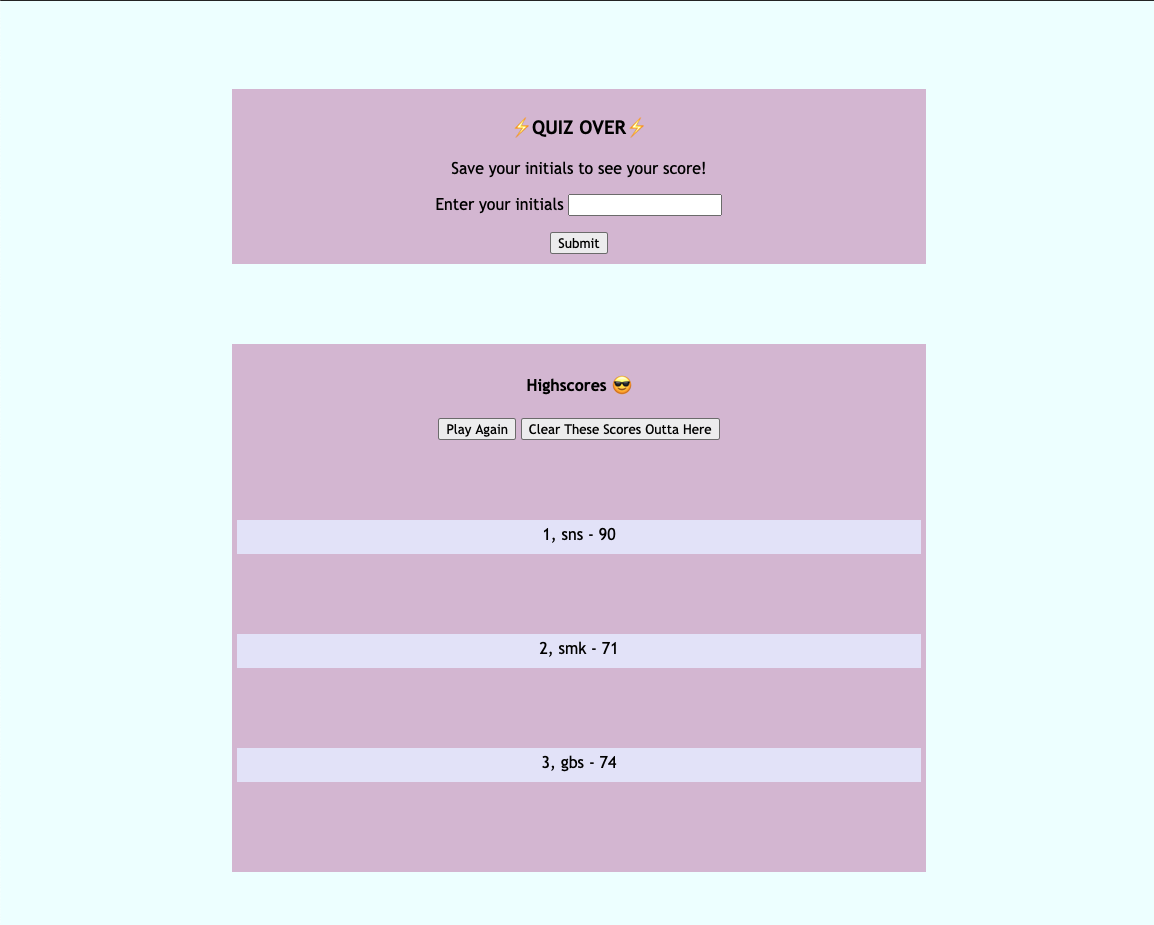 ⚡QUIZ OVER⚡
Save your initials to see your score!
Enter your initials
Submit
Highscores 😎
Play Again Clear These Scores Outta Here
1, sns - 90
2, smk - 71
3, gbs - 74